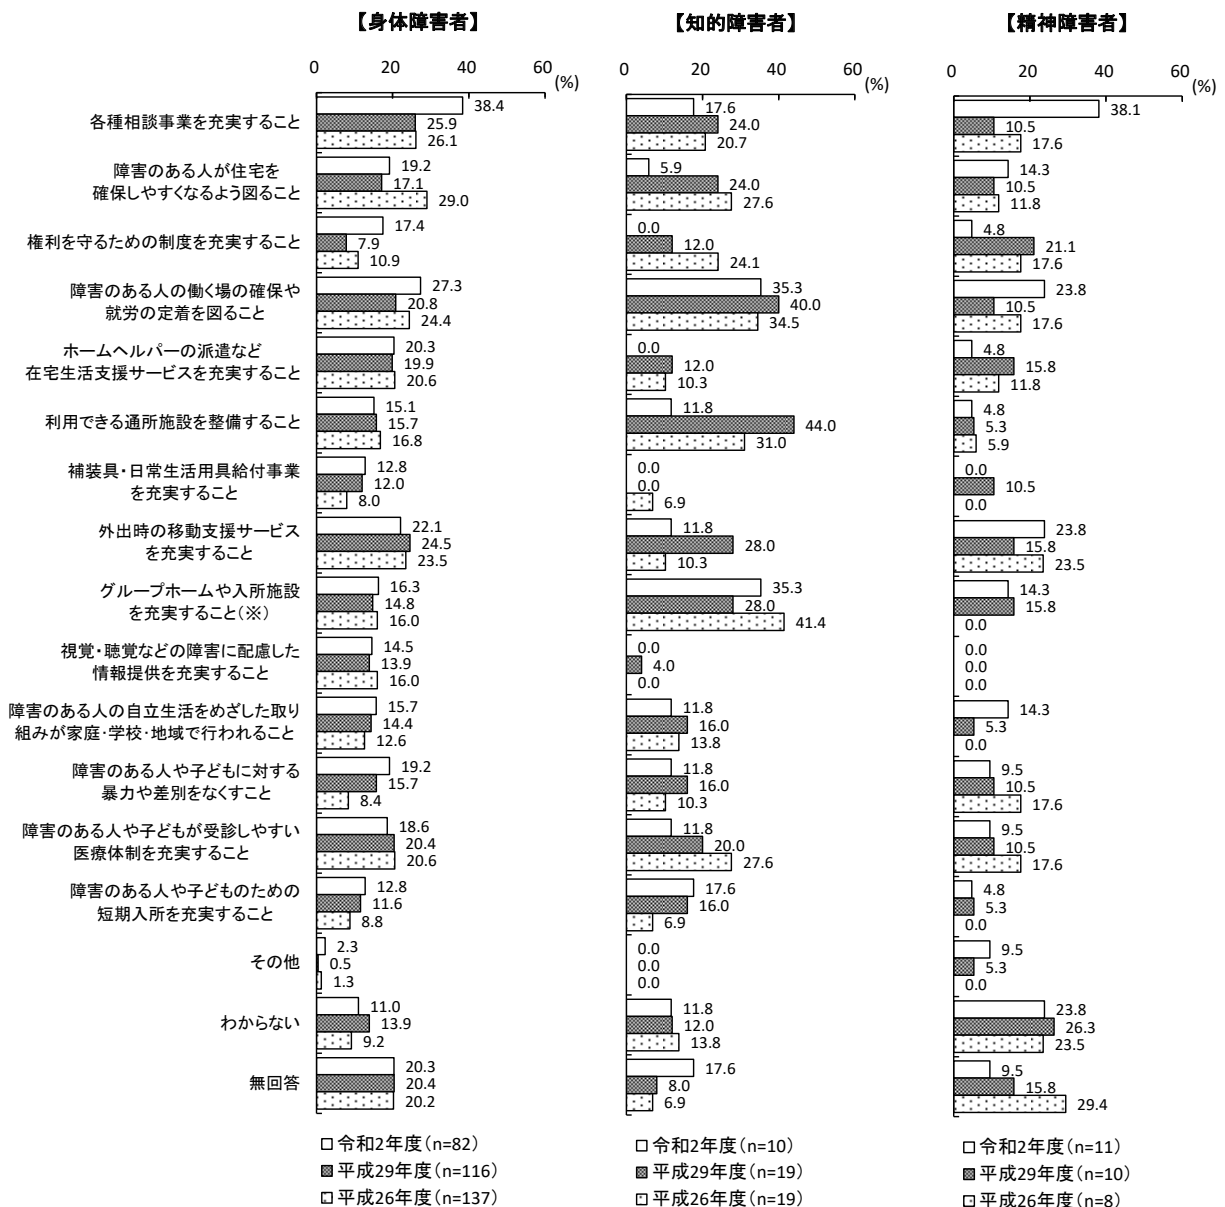 【身体障害者】
【知的障害者】
【精神障害者】
0 20 40 60 (%)
0 20 40 60 (%)
0 20 40 60 (%)
各種相談事業を充実すること
38.4 17.6 38.1
25.9 24.0 10.5
26.1 20.7 17.6
障害のある人が住宅を
確保しやすくなるよう図ること
19.2 5.9 14.3
17.1 24.0 10.5
29.0 27.6 11.8
権利を守るための制度を充実すること
17.4 0.0 4.8
7.9 12.0 21.1
10.9 24.1 17.6
障害のある人の働く場の確保や
就労の定着を図ること
27.3 35.3 23.8
20.8 40.0 10.5
24.4 34.5 17.6
ホームヘルパーの派遣など
在宅生活支援サービスを充実すること
20.3 0.0 4.8
19.9 12.0 15.8
20.6 10.3 11.8
利用できる通所施設を整備すること
15.1 11.8 4.8
15.7 44.0 5.3
16.8 31.0 5.9
補装具・日常生活用具給付事業
を充実すること
12.8 0.0 0.0
12.0 0.0 10.5
8.0 6.9 0.0
外出時の移動支援サービス
を充実すること
22.1 11.8 23.8
24.5 28.0 15.8
23.5 10.3 23.5
グループホームや入所施設
を充実すること(※)
16.3 35.3 14.3
14.8 28.0 15.8
16.0 41.4 0.0
視覚・聴覚などの障害に配慮した
情報提供を充実すること
14.5 0.0 0.0
13.9 4.0 0.0
16.0 0.0 0.0
障害のある人の自立生活をめざした取り
組みが家庭・学校・地域で行われること
15.7 11.8 14.3
14.4 16.0 5.3
12.6 13.8 0.0
障害のある人や子どもに対する
暴力や差別をなくすこと
19.2 11.8 9.5
15.7 16.0 10.5
8.4 10.3 17.6
障害のある人や子どもが受診しやすい
医療体制を充実すること
18.6 11.8 9.5
20.4 20.0 10.5
20.6 27.6 17.6
障害のある人や子どものための
短期入所を充実すること
12.8 17.6 4.8
11.6 16.0 5.3
8.8 6.9 0.0
その他
2.3 0.0 9.5
0.5 0.0 5.3
1.3 0.0 0.0
わからない
11.0 11.8 23.8
13.9 12.0 26.3
9.2 13.8 23.5
無回答
20.3 17.6 9.5
20.4 8.0 15.8
20.2 6.9 29.4
令和2年度(n=82)
平成29年度(n=116)
平成26年度(n=137)
令和2年度(n=10)
平成29年度(n=19)
平成26年度(n=19)
令和2年度(n=11)
平成29年度(n=10)
平成26年度(n=8)